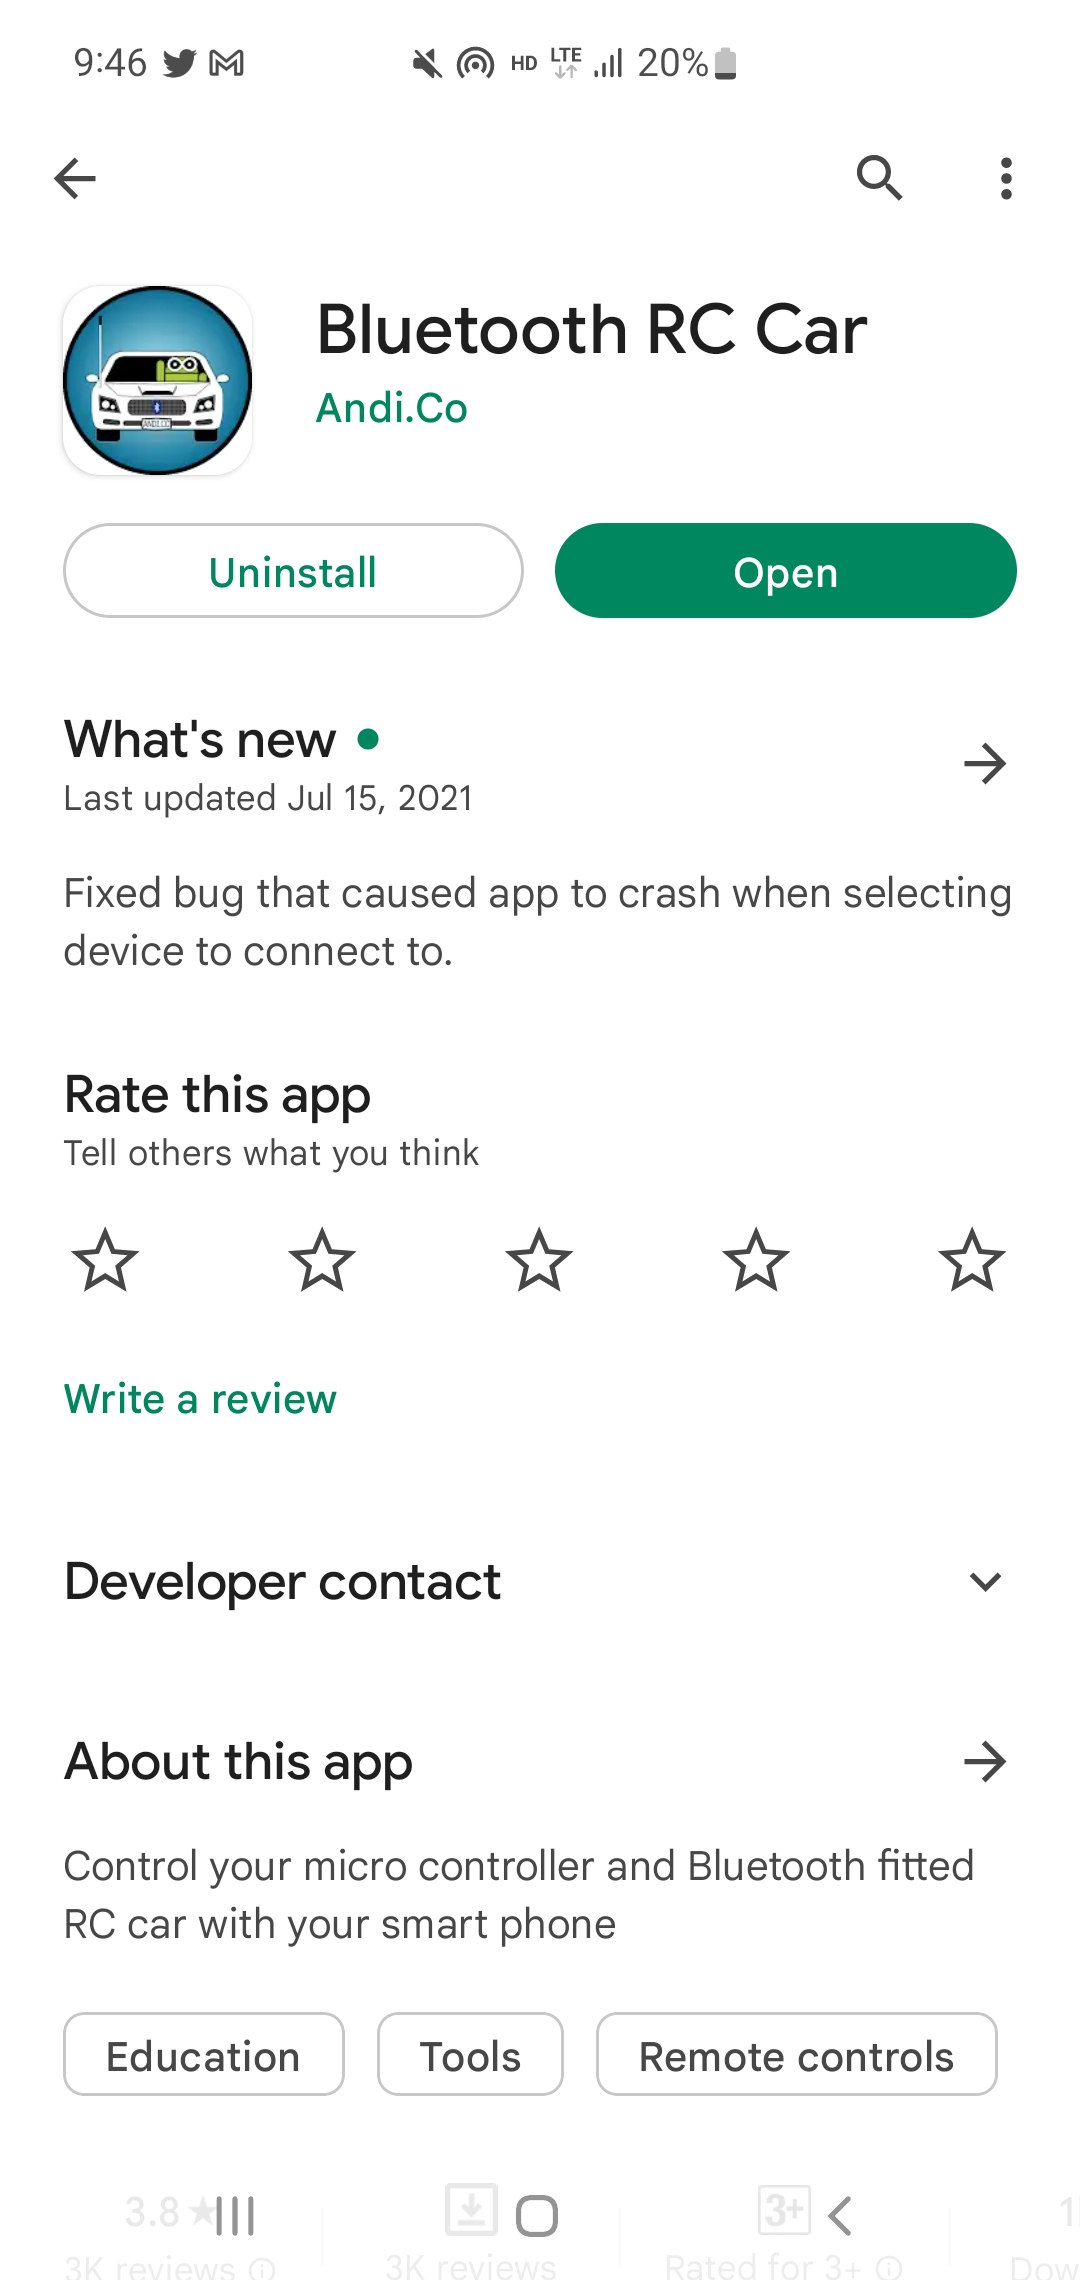 9:46 HD LTE 20%
Bluetooth RC Car
Andi.Co
ANDI.CO
Uninstall
Open
What's new
Last updated Jul 15, 2021
Fixed bug that caused app to crash when selecting
device to connect to.
Rate this app
Tell others what you think
Write a review
Developer contact
About this app
Control your micro controller and Bluetooth fitted
RC car with your smart phone
Education
Tools
Remote controls
3.8★
3K reviews
3K reviews
3+
Rated for 3+